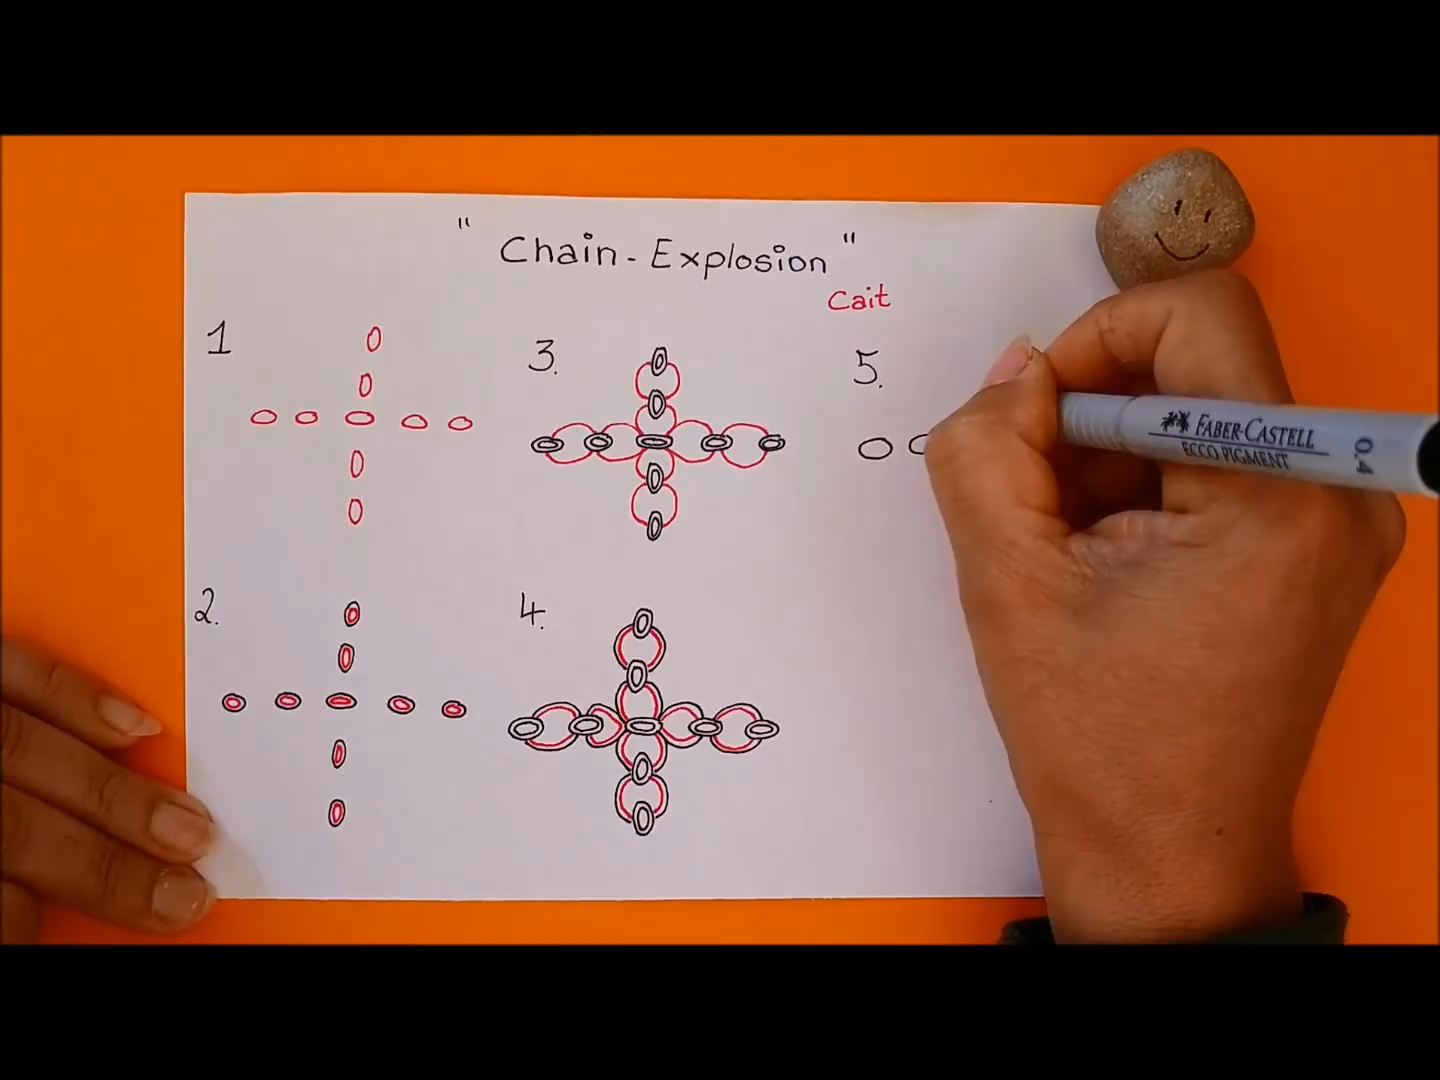 " Chain - Explosion "
Cait
1
3.
5.
2.
4.
FABER-CASTELL
ECCO PIGMENT
0.4